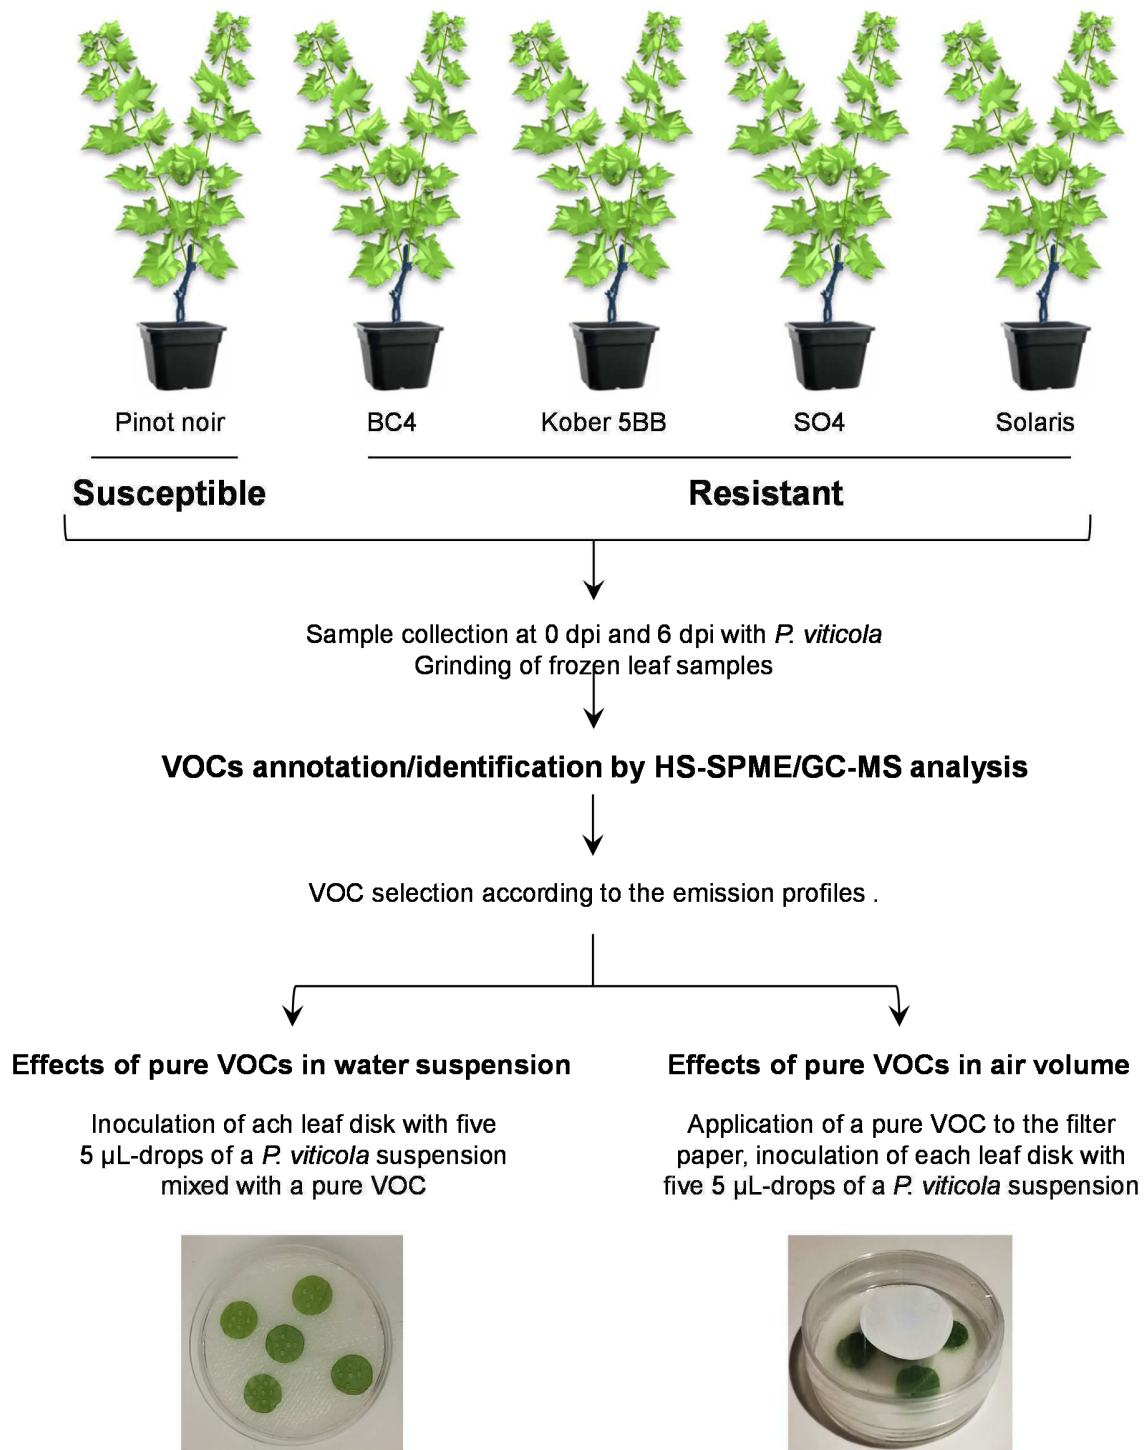 Pinot noir BC4 Kober 5BB SO4 Solaris
Susceptible Resistant
Sample collection at 0 dpi and 6 dpi with P. viticola
Grinding of frozen leaf samples
VOCs annotation/identification by HS-SPME/GC-MS analysis
VOC selection according to the emission profiles .
Effects of pure VOCs in water suspension
Inoculation of ach leaf disk with five
5 µL-drops of a P. viticola suspension
mixed with a pure VOC
Effects of pure VOCs in air volume
Application of a pure VOC to the filter
paper, inoculation of each leaf disk with
five 5 µL-drops of a P. viticola suspension